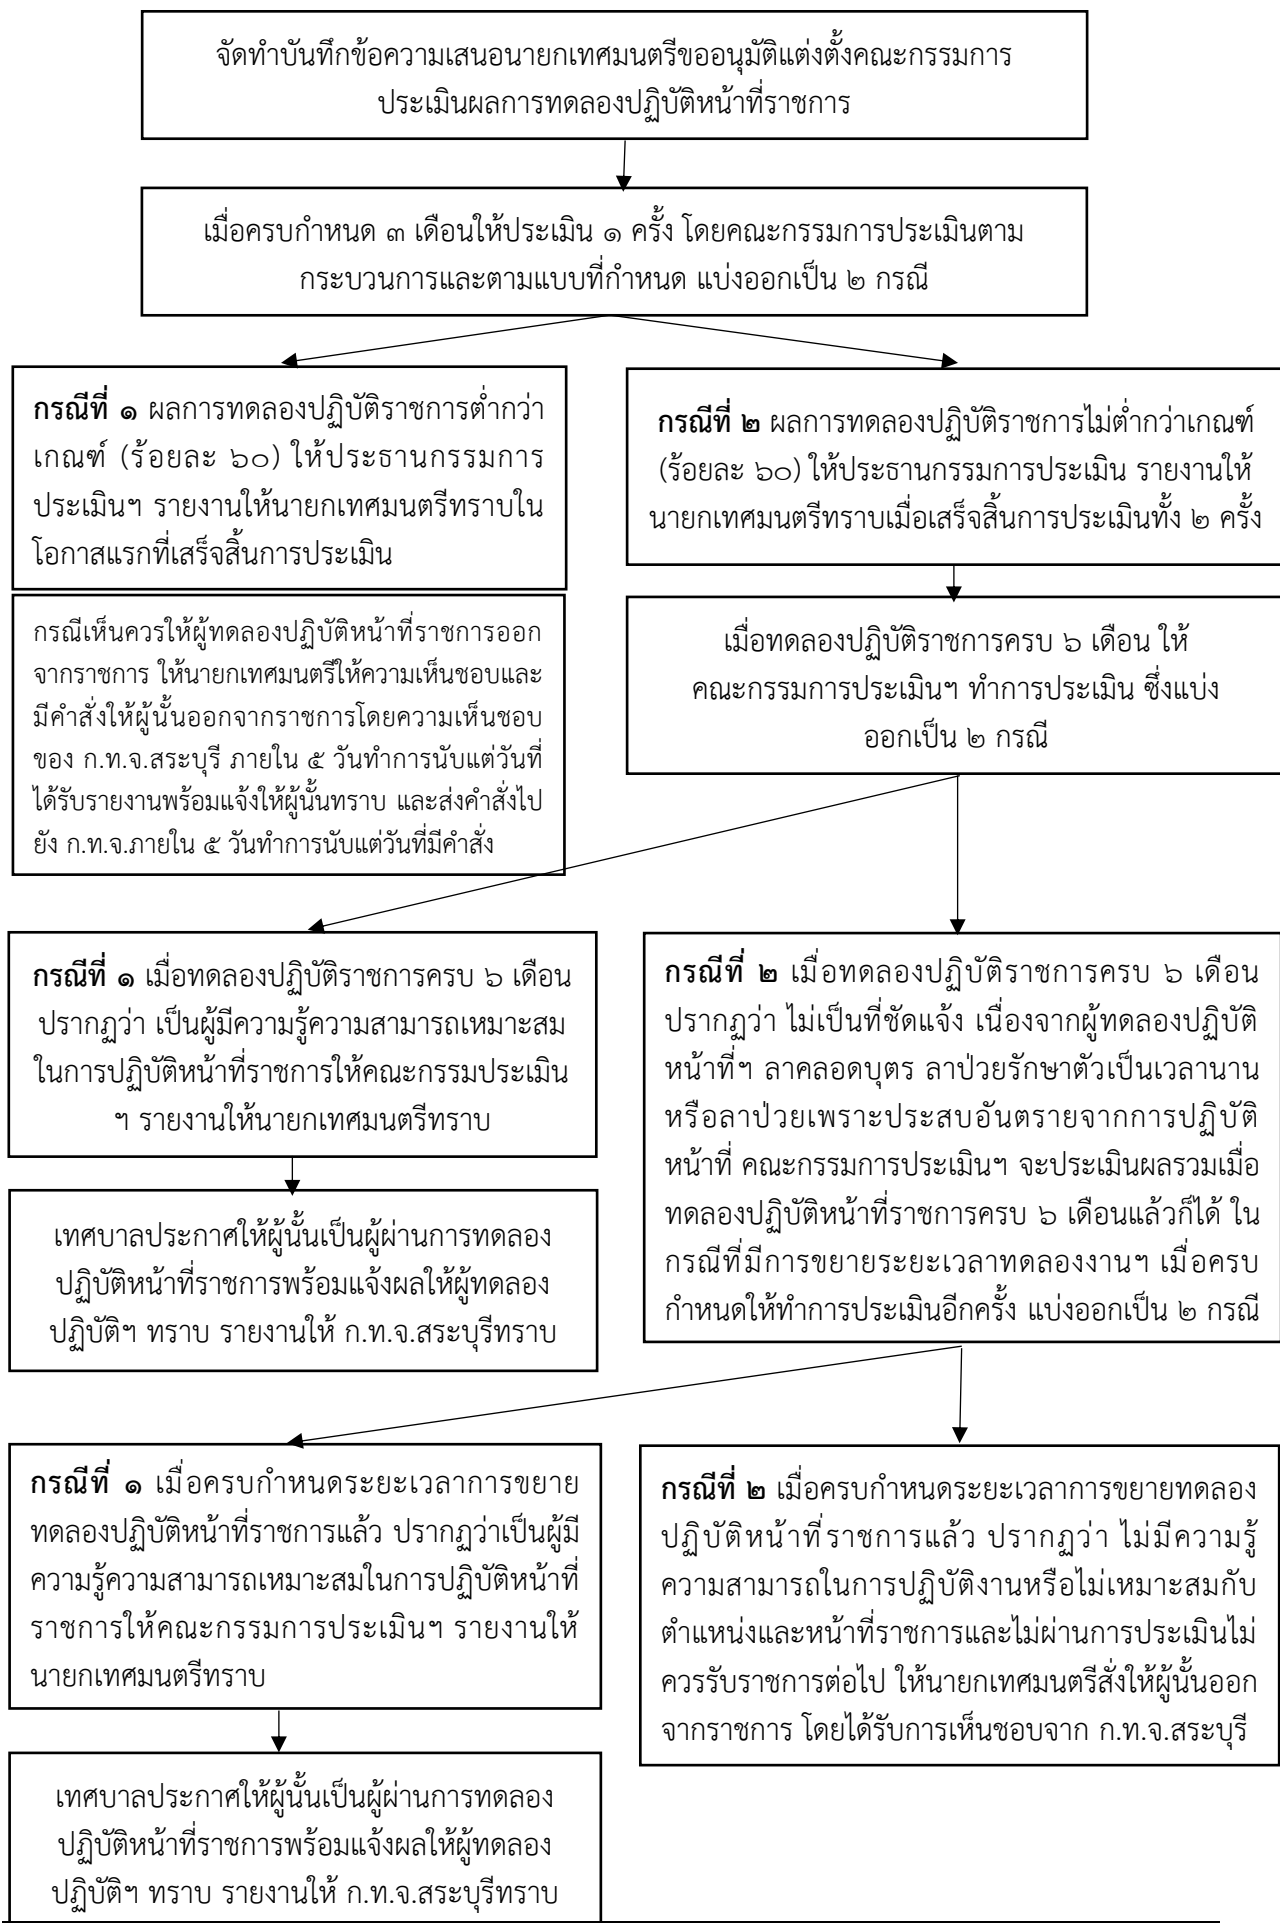 จัดทำบันทึกข้อความเสนอนายกเทศมนตรีขออนุมัติแต่งตั้งคณะกรรมการ
ประเมินผลการทดลองปฏิบัติหน้าที่ราชการ
เมื่อครบกำหนด ๓ เดือนให้ประเมิน ๑ ครั้ง โดยคณะกรรมการประเมินตาม
กระบวนการและตามแบบที่กำหนด แบ่งออกเป็น ๒ กรณี
กรณีที่ ๑ ผลการทดลองปฏิบัติราชการต่ำกว่า
เกณฑ์ (ร้อยละ ๖๐) ให้ประธานกรรมการ
ประเมินฯ รายงานให้นายกเทศมนตรีทราบใน
โอกาสแรกที่เสร็จสิ้นการประเมิน
กรณีที่ ๒ ผลการทดลองปฏิบัติราชการไม่ต่ำกว่าเกณฑ์
(ร้อยละ ๖๐) ให้ประธานกรรมการประเมิน รายงานให้
นายกเทศมนตรีทราบเมื่อเสร็จสิ้นการประเมินทั้ง ๒ ครั้ง
กรณีเห็นควรให้ผู้ทดลองปฏิบัติหน้าที่ราชการออก
จากราชการ ให้นายกเทศมนตรีให้ความเห็นชอบและ
มีคำสั่งให้ผู้นั้นออกจากราชการโดยความเห็นชอบ
ของ ก.ท.จ.สระบุรี ภายใน ๕ วันทำการนับแต่วันที่
ได้รับรายงานพร้อมแจ้งให้ผู้นั้นทราบ และส่งคำสั่งไป
ยัง ก.ท.จ.ภายใน ๕ วันทำการนับแต่วันที่มีคำสั่ง
เมื่อทดลองปฏิบัติราชการครบ ๖ เดือน ให้
คณะกรรมการประเมินฯ ทำการประเมิน ซึ่งแบ่ง
ออกเป็น ๒ กรณี
กรณีที่ ๑ เมื่อทดลองปฏิบัติราชการครบ ๖ เดือน
ปรากฏว่า เป็นผู้มีความรู้ความสามารถเหมาะสม
ในการปฏิบัติหน้าที่ราชการให้คณะกรรมประเมิน
ฯ รายงานให้นายกเทศมนตรีทราบ
กรณีที่ ๒ เมื่อทดลองปฏิบัติราชการครบ ๖ เดือน
ปรากฏว่า ไม่เป็นที่ชัดแจ้ง เนื่องจากผู้ทดลองปฏิบัติ
หน้าที่ฯ ลาคลอดบุตร ลาป่วยรักษาตัวเป็นเวลานาน
หรือลาป่วยเพราะประสบอันตรายจากการปฏิบัติ
หน้าที่ คณะกรรมการประเมินฯ จะประเมินผลรวมเมื่อ
ทดลองปฏิบัติหน้าที่ราชการครบ ๖ เดือนแล้วก็ได้ ใน
กรณีที่มีการขยายระยะเวลาทดลองงานฯ เมื่อครบ
กำหนดให้ทำการประเมินอีกครั้ง แบ่งออกเป็น ๒ กรณี
เทศบาลประกาศให้ผู้นั้นเป็นผู้ผ่านการทดลอง
ปฏิบัติหน้าที่ราชการพร้อมแจ้งผลให้ผู้ทดลอง
ปฏิบัติฯ ทราบ รายงานให้ ก.ท.จ.สระบุรีทราบ
กรณีที่ ๑ เมื่อครบกำหนดระยะเวลาการขยาย
ทดลองปฏิบัติหน้าที่ราชการแล้ว ปรากฏว่าเป็นผู้มี
ความรู้ความสามารถเหมาะสมในการปฏิบัติหน้าที่
ราชการให้คณะกรรมการประเมินฯ รายงานให้
นายกเทศมนตรีทราบ
กรณีที่ ๒ เมื่อครบกำหนดระยะเวลาการขยายทดลอง
ปฏิบัติหน้าที่ราชการแล้ว ปรากฏว่า ไม่มีความรู้
ความสามารถในการปฏิบัติงานหรือไม่เหมาะสมกับ
ตำแหน่งและหน้าที่ราชการและไม่ผ่านการประเมินไม่
ควรรับราชการต่อไป ให้นายกเทศมนตรีสั่งให้ผู้นั้นออก
จากราชการ โดยได้รับการเห็นชอบจาก ก.ท.จ.สระบุรี
เทศบาลประกาศให้ผู้นั้นเป็นผู้ผ่านการทดลอง
ปฏิบัติหน้าที่ราชการพร้อมแจ้งผลให้ผู้ทดลอง
ปฏิบัติฯ ทราบ รายงานให้ ก.ท.จ.สระบุรีทราบ